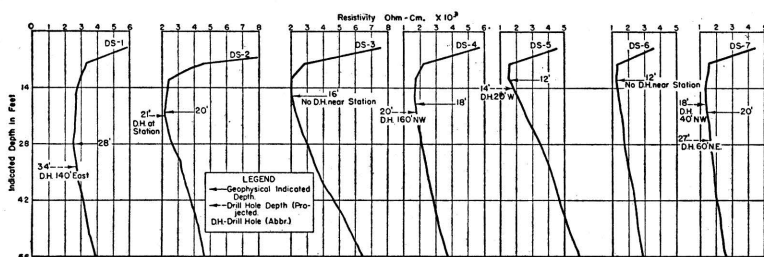 Resistivity Ohm-Cm. X 10³
1 2 3 4 5 6
2 3 4 5 6 7 8
2 3 4 5 6 7 8
1 2 3 4 5 6
1 2 3 4 5
1 2 3 4 5
1 2 3 4 5
DS-1
DS-2
DS-3
DS-4
DS-5
DS-6
DS-7
Indicated Depth in Feet
14
28
42
28'
34'
D.H. 140' East
21'
D.H. at
Station
20'
16'
No D.H. near Station
20'
D.H. 160' NW
18'
14'
D.H. 20' W
12'
12'
No D.H. near Station
18'
D.H.
40' NW
20'
27'
D.H. 60' N.E.
LEGEND
Geophysical Indicated
Depth.
Drill Hole Depth (Pro-
jected.
D.H.-Drill Hole (Abbr.)